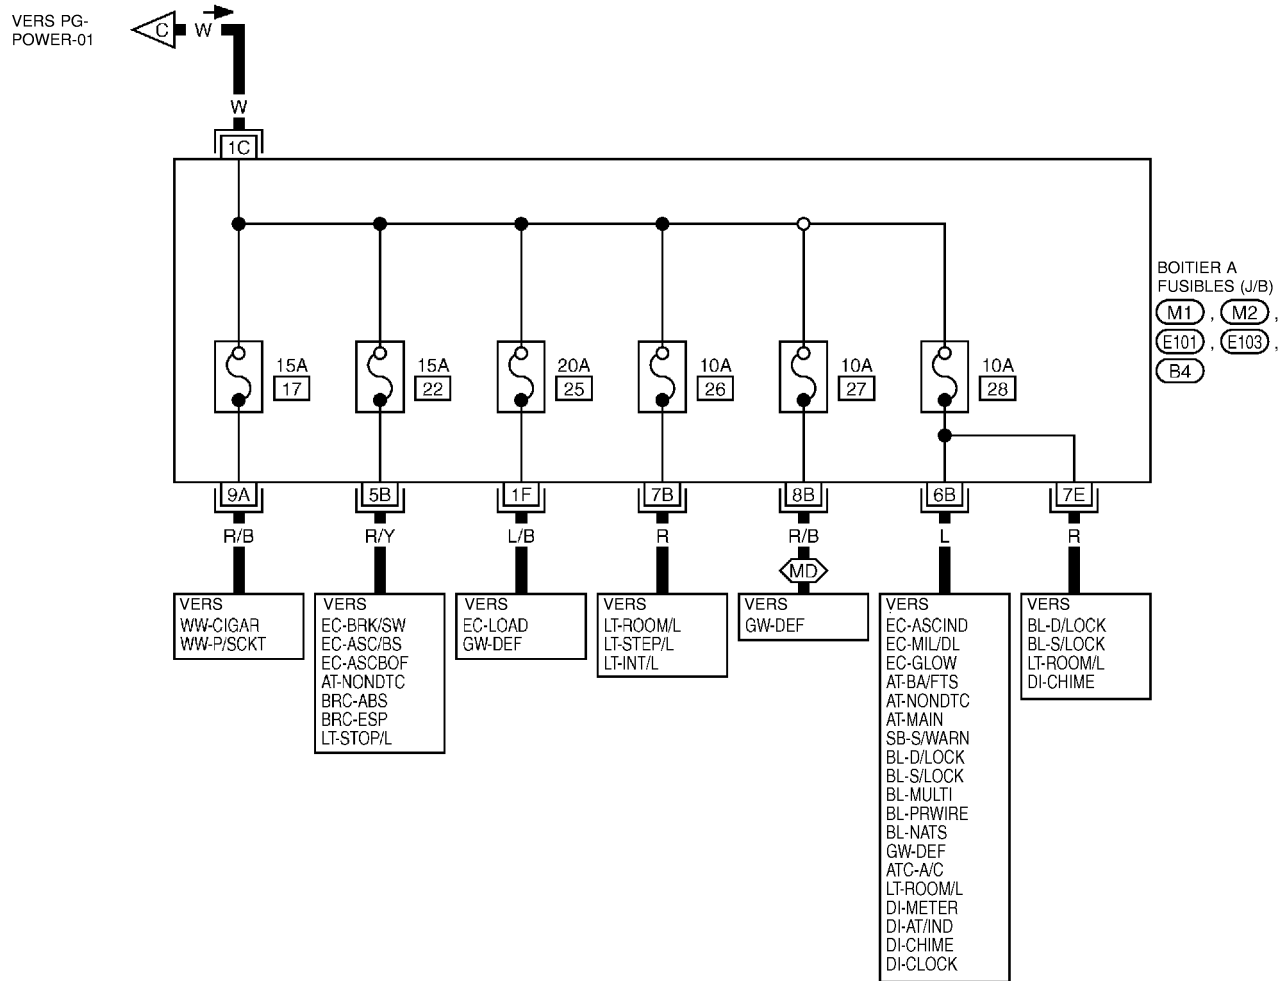 VERS PG-
POWER-01
C
W
W
1C
BOITIER A
FUSIBLES (J/B)
M1 , M2 ,
E101 , E103 ,
B4
15A
17
15A
22
20A
25
10A
26
10A
27
10A
28
9A
5B
1F
7B
8B
6B
7E
R/B
R/Y
L/B
R
R/B
L
R
MD
VERS
WW-CIGAR
WW-P/SCKT
VERS
EC-BRK/SW
EC-ASC/BS
EC-ASCBOF
AT-NONDTC
BRC-ABS
BRC-ESP
LT-STOP/L
VERS
EC-LOAD
GW-DEF
VERS
LT-ROOM/L
LT-STEP/L
LT-INT/L
VERS
GW-DEF
VERS
EC-ASCIND
EC-MIL/DL
EC-GLOW
AT-BA/FTS
AT-NONDTC
AT-MAIN
SB-S/WARN
BL-D/LOCK
BL-S/LOCK
BL-MULTI
BL-PRWIRE
BL-NATS
GW-DEF
ATC-A/C
LT-ROOM/L
DI-METER
DI-AT/IND
DI-CHIME
DI-CLOCK
VERS
BL-D/LOCK
BL-S/LOCK
LT-ROOM/L
DI-CHIME